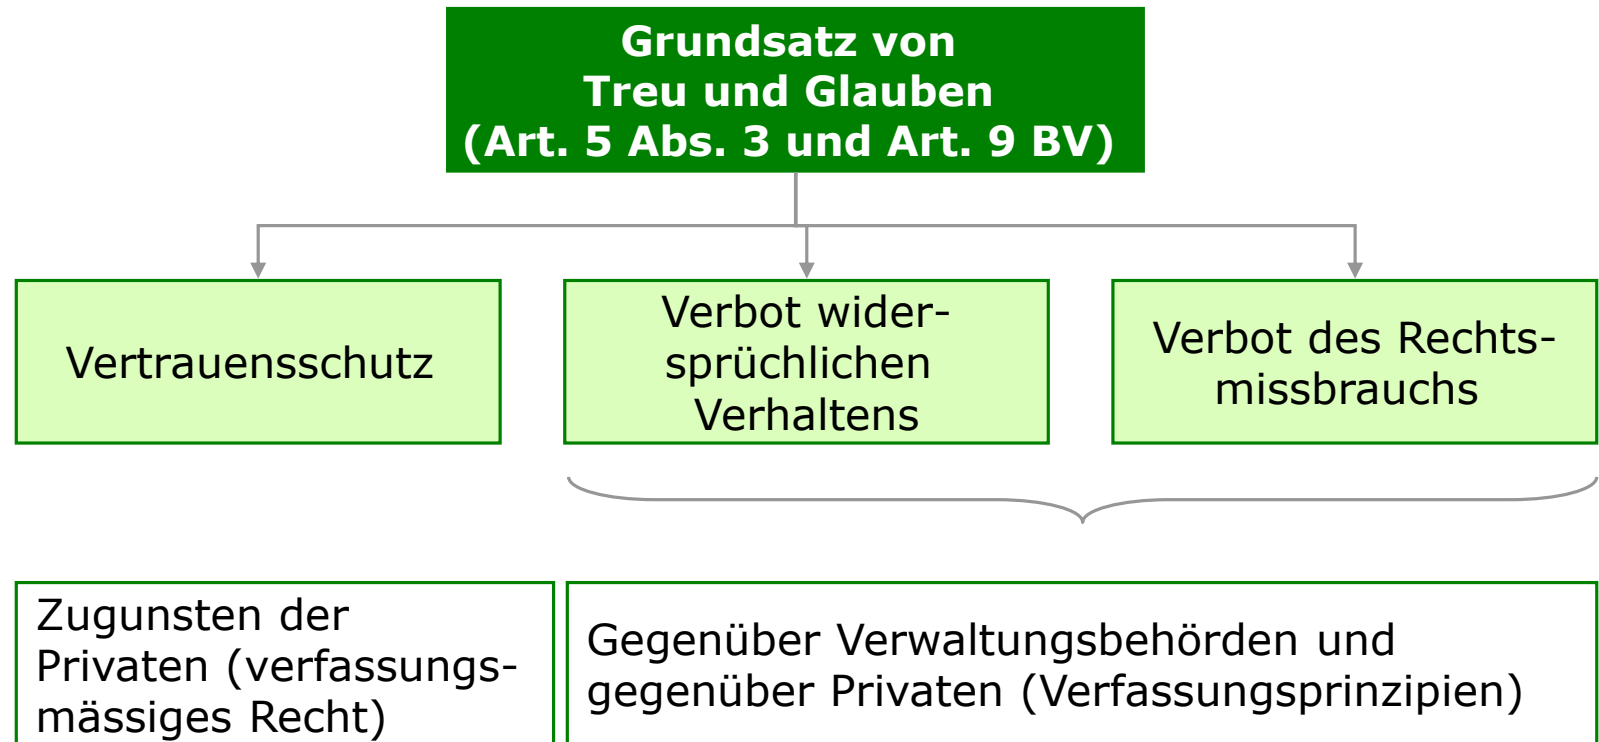 Grundsatz von
Treu und Glauben
(Art. 5 Abs. 3 und Art. 9 BV)
Vertrauensschutz
Verbot wider-
sprüchlichen
Verhaltens
Verbot des Rechts-
missbrauchs
Zugunsten der
Privaten (verfassungs-
mässiges Recht)
Gegenüber Verwaltungsbehörden und
gegenüber Privaten (Verfassungsprinzipien)